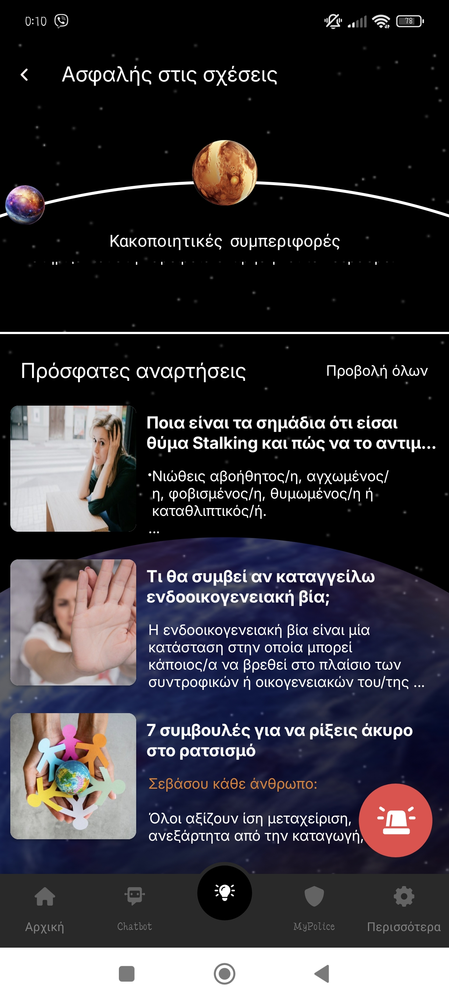 0:10
78
Ασφαλής στις σχέσεις
Κακοποιητικές συμπεριφορές
Πρόσφατες αναρτήσεις
Προβολή όλων
Ποια είναι τα σημάδια ότι είσαι
θύμα Stalking και πώς να το αντιμ...
•Νιώθεις αβοήθητος/η, αγχωμένος/
η, φοβισμένος/η, θυμωμένος/η ή
καταθλιπτικός/ή.
...
Τι θα συμβεί αν καταγγείλω
ενδοοικογενειακή βία;
Η ενδοοικογενειακή βία είναι μία
κατάσταση στην οποία μπορεί
κάποιος/α να βρεθεί στο πλαίσιο των
συντροφικών ή οικογενειακών του/της ...
7 συμβουλές για να ρίξεις άκυρο
στο ρατσισμό
Σεβάσου κάθε άνθρωπο:
Όλοι αξίζουν ίση μεταχείριση,
ανεξάρτητα από την καταγωγή,
Αρχική
Chatbot
MyPolice
Περισσότερα